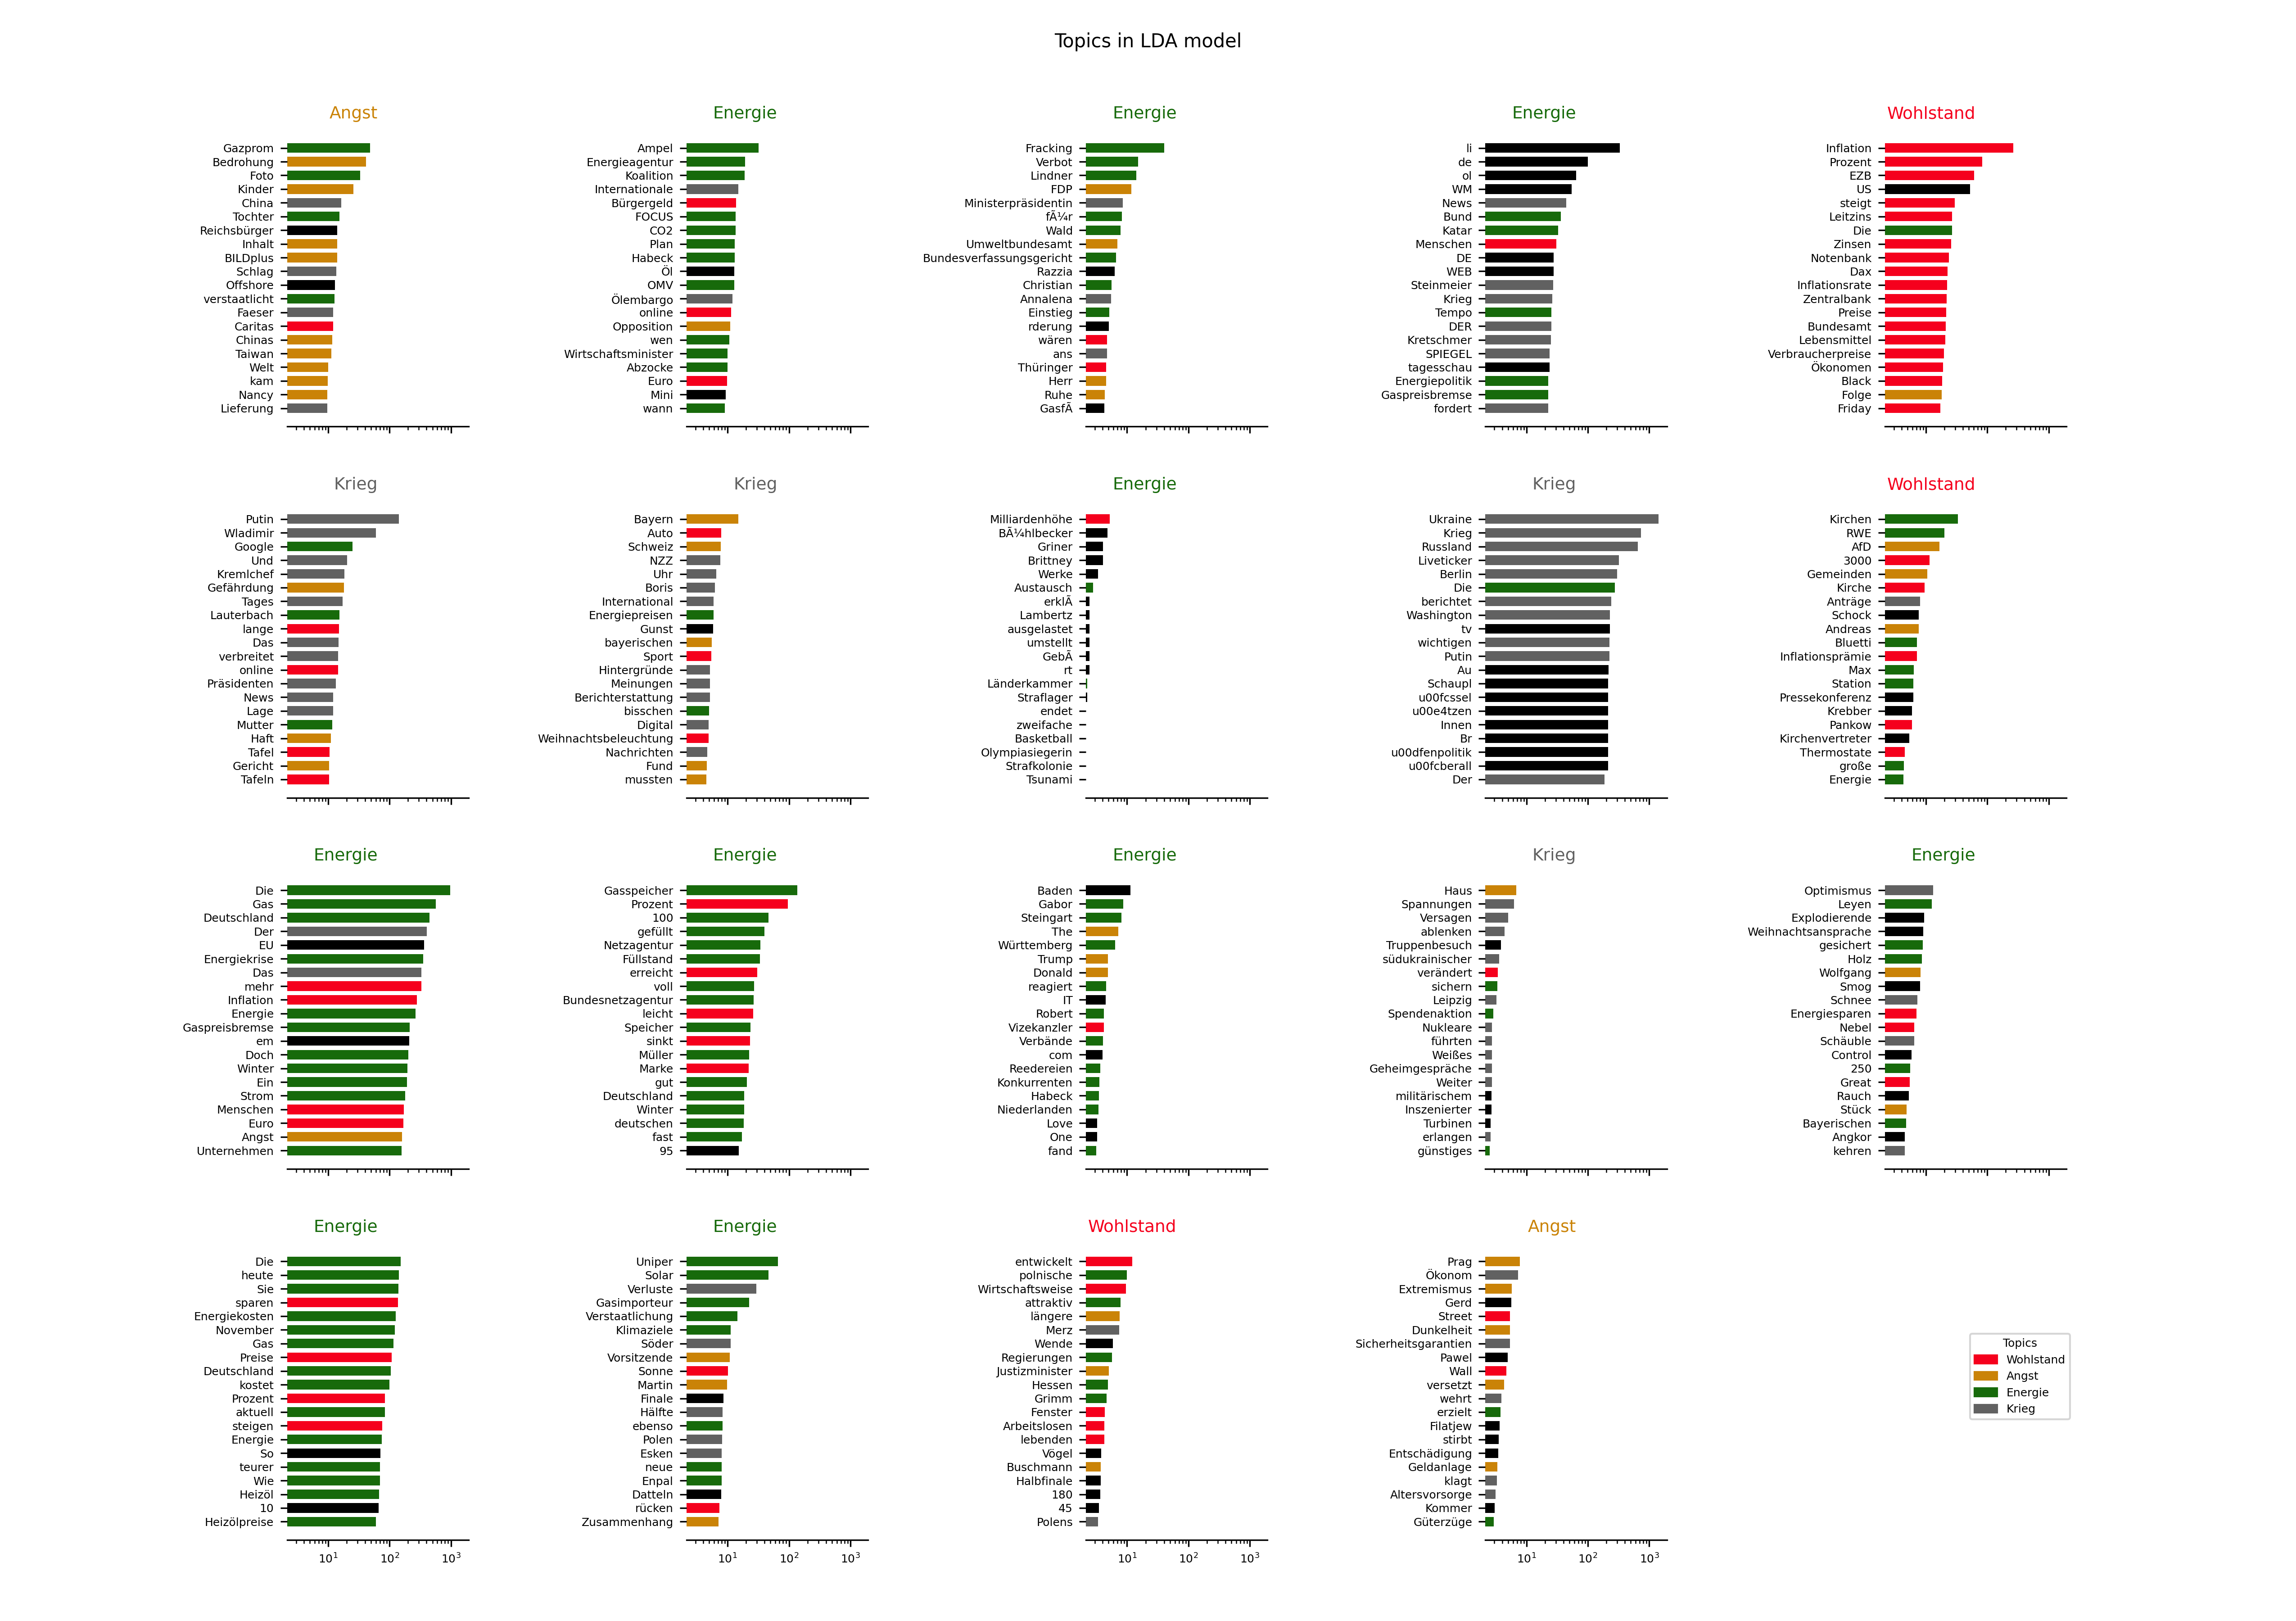 Topics in LDA model
Angst
Gazprom
Bedrohung
Foto
Kinder
China
Tochter
Reichsbürger
Inhalt
BILDplus
Schlag
Offshore
verstaatlicht
Faeser
Caritas
Chinas
Taiwan
Welt
kam
Nancy
Lieferung
Energie
Ampel
Energieagentur
Koalition
Internationale
Bürgergeld
FOCUS
CO2
Plan
Habeck
Öl
OMV
Ölembargo
online
Opposition
wen
Wirtschaftsminister
Abzocke
Euro
Mini
wann
Energie
Fracking
Verbot
Lindner
FDP
Ministerpräsidentin
fÃ¼r
Wald
Umweltbundesamt
Bundesverfassungsgericht
Razzia
Christian
Annalena
Einstieg
rderung
wären
ans
Thüringer
Herr
Ruhe
GasfÃ
Energie
li
de
ol
WM
News
Bund
Katar
Menschen
DE
WEB
Steinmeier
Krieg
Tempo
DER
Kretschmer
SPIEGEL
tagesschau
Energiepolitik
Gaspreisbremse
fordert
Wohlstand
Inflation
Prozent
EZB
US
steigt
Leitzins
Die
Zinsen
Notenbank
Dax
Inflationsrate
Zentralbank
Preise
Bundesamt
Lebensmittel
Verbraucherpreise
Ökonomen
Black
Folge
Friday
Krieg
Putin
Wladimir
Google
Und
Kremlchef
Gefährdung
Tages
Lauterbach
lange
Das
verbreitet
online
Präsidenten
News
Lage
Mutter
Haft
Tafel
Gericht
Tafeln
Krieg
Bayern
Auto
Schweiz
NZZ
Uhr
Boris
International
Energiepreisen
Gunst
bayerischen
Sport
Hintergründe
Meinungen
Berichterstattung
bisschen
Digital
Weihnachtsbeleuchtung
Nachrichten
Fund
mussten
Energie
Milliardenhöhe
BÃ¼hlbecker
Griner
Brittney
Werke
Austausch
erklÃ
Lambertz
ausgelastet
umstellt
GebÃ
rt
Länderkammer
Straflager
endet
zweifache
Basketball
Olympiasiegerin
Strafkolonie
Tsunami
Krieg
Ukraine
Krieg
Russland
Liveticker
Berlin
Die
berichtet
Washington
tv
wichtigen
Putin
Au
Schaupl
u00fcssel
u00e4tzen
Innen
Br
u00dfenpolitik
u00fcberall
Der
Wohlstand
Kirchen
RWE
AfD
3000
Gemeinden
Kirche
Anträge
Schock
Andreas
Bluetti
Inflationsprämie
Max
Station
Pressekonferenz
Krebber
Pankow
Kirchenvertreter
Thermostate
große
Energie
Energie
Die
Gas
Deutschland
Der
EU
Energiekrise
Das
mehr
Inflation
Energie
Gaspreisbremse
em
Doch
Winter
Ein
Strom
Menschen
Euro
Angst
Unternehmen
Energie
Gasspeicher
Prozent
100
gefüllt
Netzagentur
Füllstand
erreicht
voll
Bundesnetzagentur
leicht
Speicher
sinkt
Müller
Marke
gut
Deutschland
Winter
deutschen
fast
95
Energie
Baden
Gabor
Steingart
The
Württemberg
Trump
Donald
reagiert
IT
Robert
Vizekanzler
Verbände
com
Reedereien
Konkurrenten
Habeck
Niederlanden
Love
One
fand
Krieg
Haus
Spannungen
Versagen
ablenken
Truppenbesuch
südukrainischer
verändert
sichern
Leipzig
Spendenaktion
Nukleare
führten
Weißes
Geheimgespräche
Weiter
militärischem
Inszenierter
Turbinen
erlangen
günstiges
Energie
Optimismus
Leyen
Explodierende
Weihnachtsansprache
gesichert
Holz
Wolfgang
Smog
Schnee
Energiesparen
Nebel
Schäuble
Control
250
Great
Rauch
Stück
Bayerischen
Angkor
kehren
Energie
Die
heute
Sie
sparen
Energiekosten
November
Gas
Preise
Deutschland
kostet
Prozent
aktuell
steigen
Energie
So
teurer
Wie
Heizöl
10
Heizölpreise
10¹ 10² 10³
Energie
Uniper
Solar
Verluste
Gasimporteur
Verstaatlichung
Klimaziele
Söder
Vorsitzende
Sonne
Martin
Finale
Hälfte
ebenso
Polen
Esken
neue
Enpal
Datteln
rücken
Zusammenhang
10¹ 10² 10³
Wohlstand
entwickelt
polnische
Wirtschaftsweise
attraktiv
längere
Merz
Wende
Regierungen
Justizminister
Hessen
Grimm
Fenster
Arbeitslosen
lebenden
Vögel
Buschmann
Halbfinale
180
45
Polens
10¹ 10² 10³
Angst
Prag
Ökonom
Extremismus
Gerd
Street
Dunkelheit
Sicherheitsgarantien
Pawel
Wall
versetzt
wehrt
erzielt
Filatjew
stirbt
Entschädigung
Geldanlage
klagt
Altersvorsorge
Kommer
Güterzüge
10¹ 10² 10³
Topics
Wohlstand
Angst
Energie
Krieg